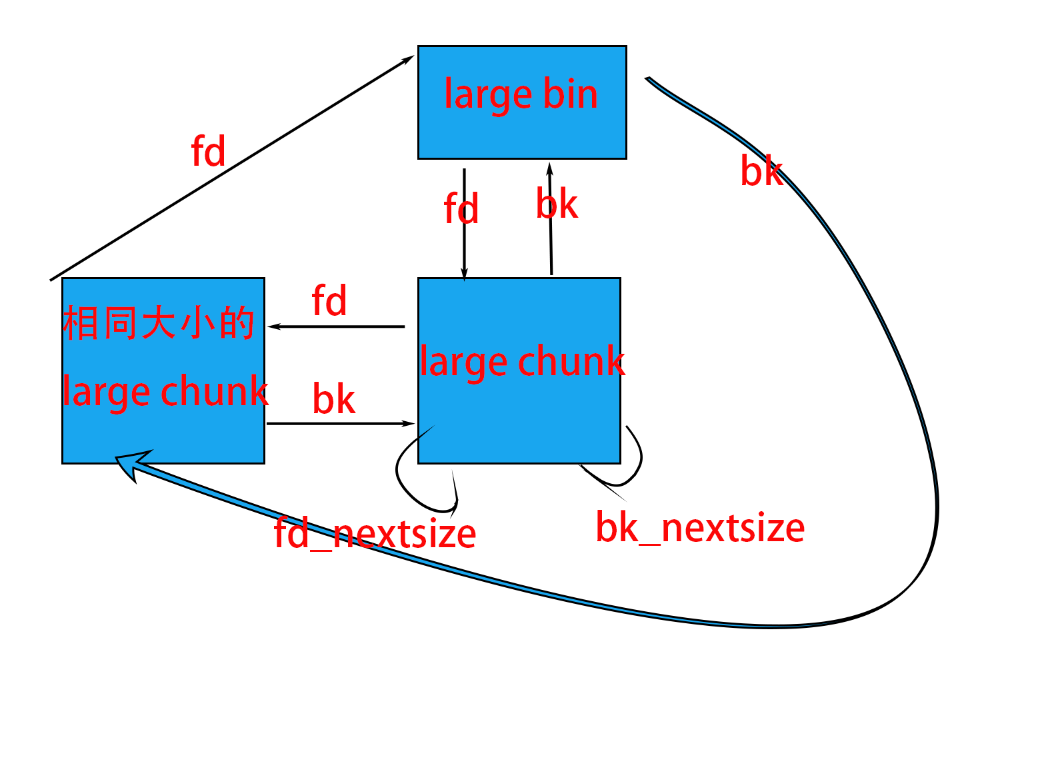 large bin
fd
bk
fd
bk
相同大小的
large chunk
fd
bk
large chunk
fd_nextsize
bk_nextsize